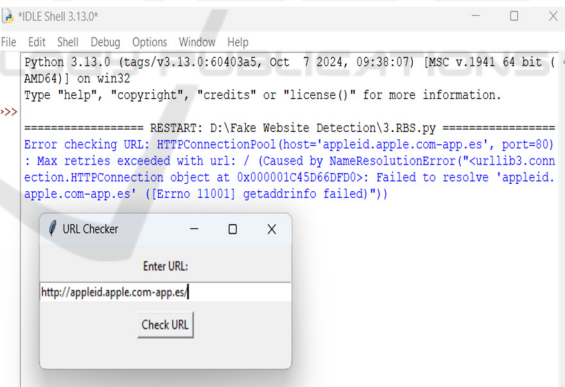 *IDLE Shell 3.13.0*
File Edit Shell Debug Options Window Help
Python 3.13.0 (tags/v3.13.0:60403a5, Oct 7 2024, 09:38:07) [MSC v.1941 64 bit (
AMD64)] on win32
Type "help", "copyright", "credits" or "license()" for more information.
>>>
================= RESTART: D:\Fake Website Detection\3.RBS.py =================
Error checking URL: HTTPConnectionPool(host='appleid.apple.com-app.es', port=80)
: Max retries exceeded with url: / (Caused by NameResolutionError("<urllib3.conn
ection.HTTPConnection object at 0x000001C45D66DFD0>: Failed to resolve 'appleid.
apple.com-app.es' ([Errno 11001] getaddrinfo failed)"))
URL Checker
Enter URL:
http://appleid.apple.com-app.es/
Check URL